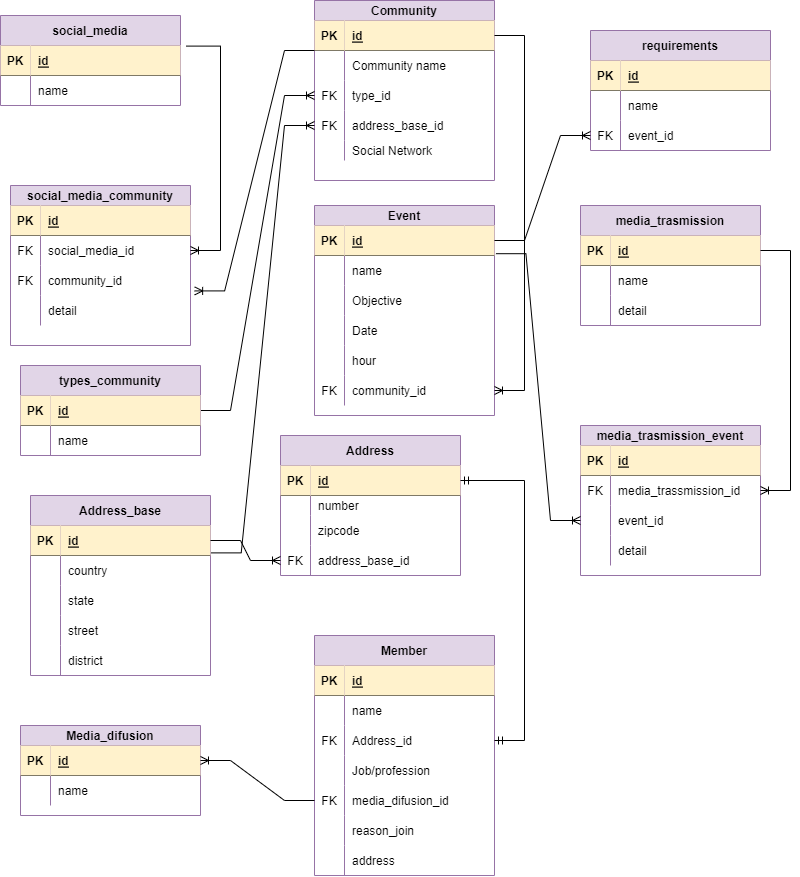 social_media
PK id
name
Community
PK id
Community name
FK type_id
FK address_base_id
Social Network
requirements
PK id
name
FK event_id
social_media_community
PK id
FK social_media_id
FK community_id
detail
Event
PK id
name
Objective
Date
hour
FK community_id
media_trasmission
PK id
name
detail
types_community
PK id
name
Address
PK id
number
zipcode
FK address_base_id
media_trasmission_event
PK id
FK media_trassmission_id
event_id
detail
Address_base
PK id
country
state
street
district
Member
PK id
name
FK Address_id
Job/profession
FK media_difusion_id
reason_join
address
Media_difusion
PK id
name